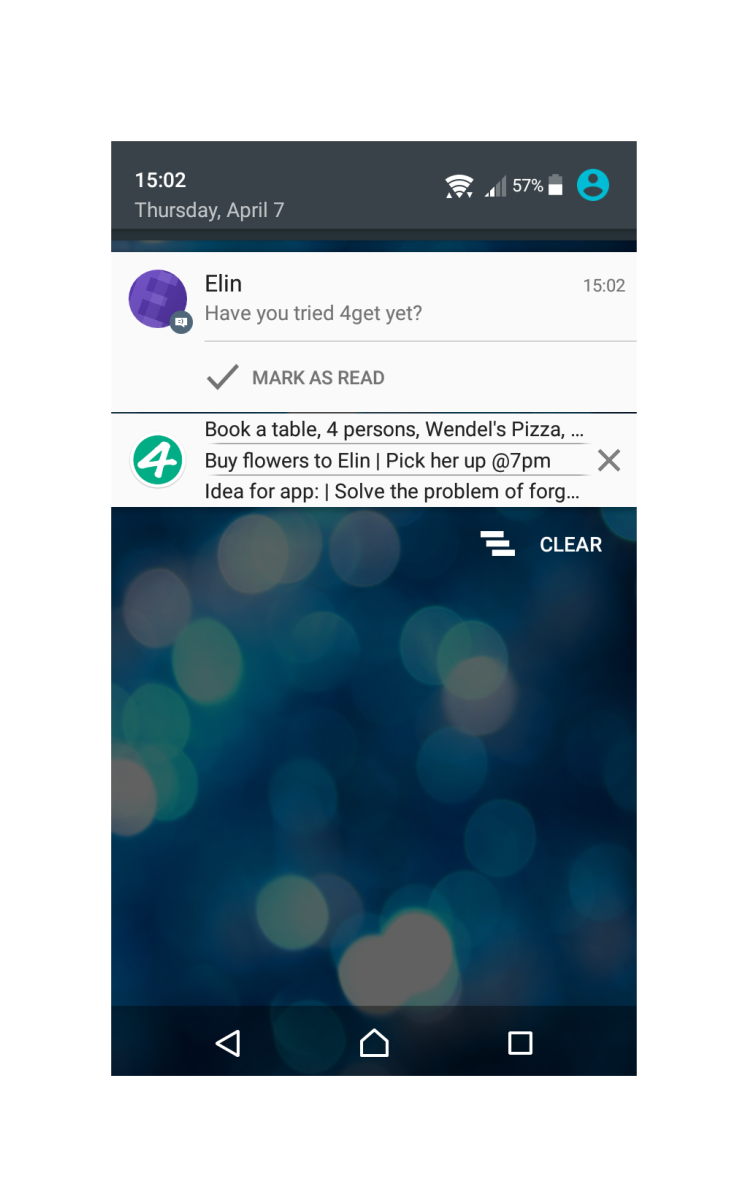 15:02
57%
Thursday, April 7
Elin
15:02
Have you tried 4get yet?
MARK AS READ
Book a table, 4 persons, Wendel's Pizza, ...
4
Buy flowers to Elin | Pick her up @7pm
Idea for app: | Solve the problem of forg...
CLEAR